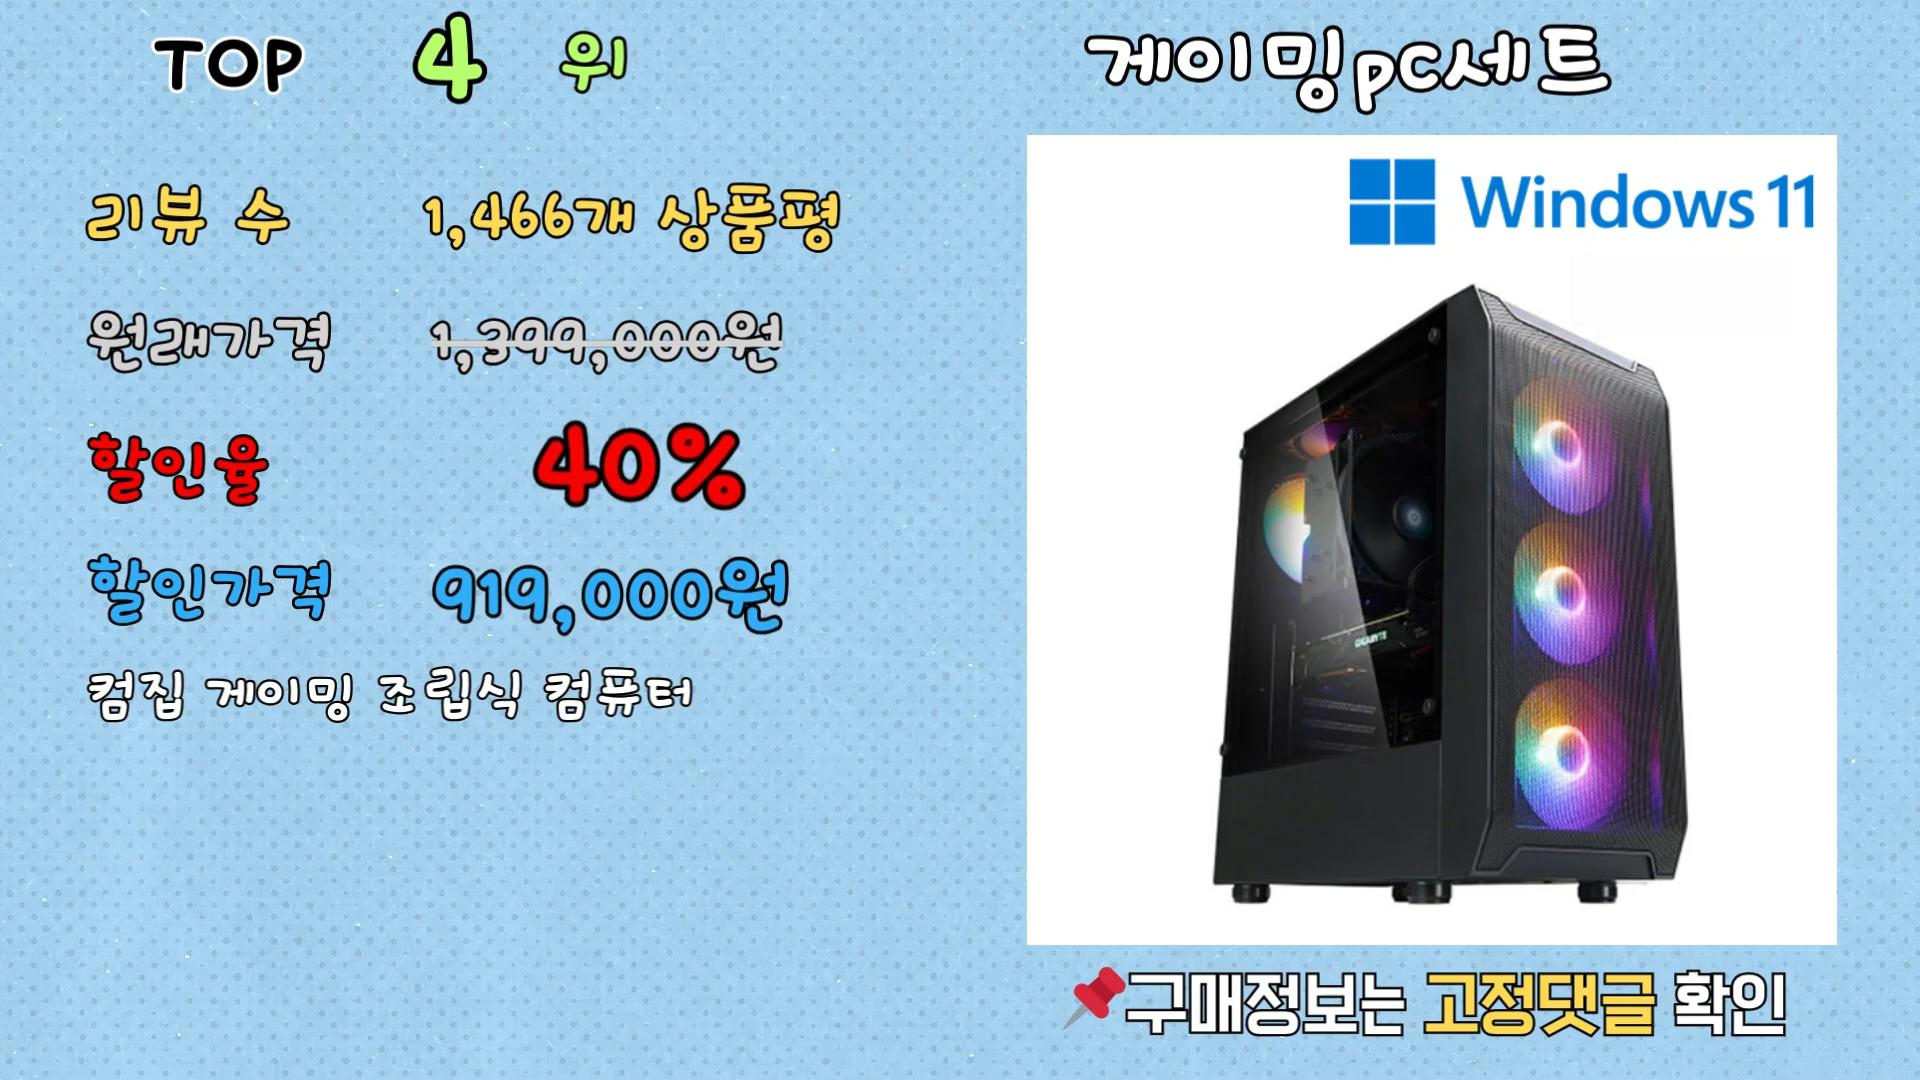 TOP 4 위
게이밍pc세트
리뷰 수 1,466개 상품평
원래가격 1,399,000원
할인율 40%
할인가격 919,000원
컴집 게이밍 조립식 컴퓨터
Windows 11
GIGABYTE
구매정보는 고정댓글 확인